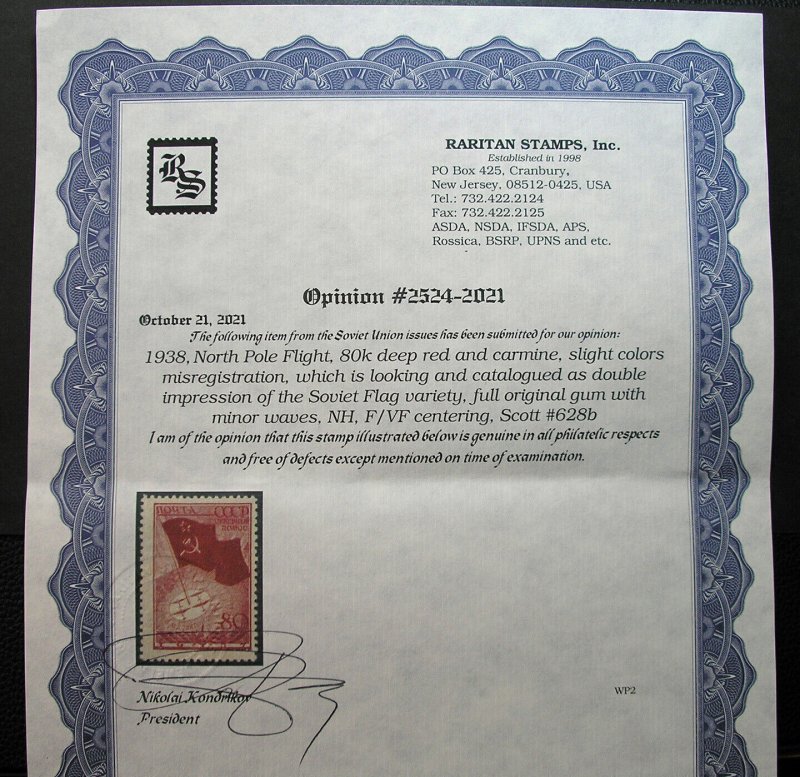 RS
RARITAN STAMPS, Inc.
Established in 1998
PO Box 425, Cranbury,
New Jersey, 08512-0425, USA
Tel.: 732.422.2124
Fax: 732.422.2125
ASDA, NSDA, IFSDA, APS,
Rossica, BSRP, UPNS and etc.
Opinion #2524-2021
October 21, 2021
The following item from the Soviet Union issues has been submitted for our opinion:
1938, North Pole Flight, 80k deep red and carmine, slight colors
misregistration, which is looking and catalogued as double
impression of the Soviet Flag variety, full original gum with
minor waves, NH, F/VF centering, Scott #628b
I am of the opinion that this stamp illustrated below is genuine in all philatelic respects
and free of defects except mentioned on time of examination.
ПОЧТА СССР
СЕВЕРНЫЙ
ПОЛЮС
80
Nikolai Kondrikov
President
WP2